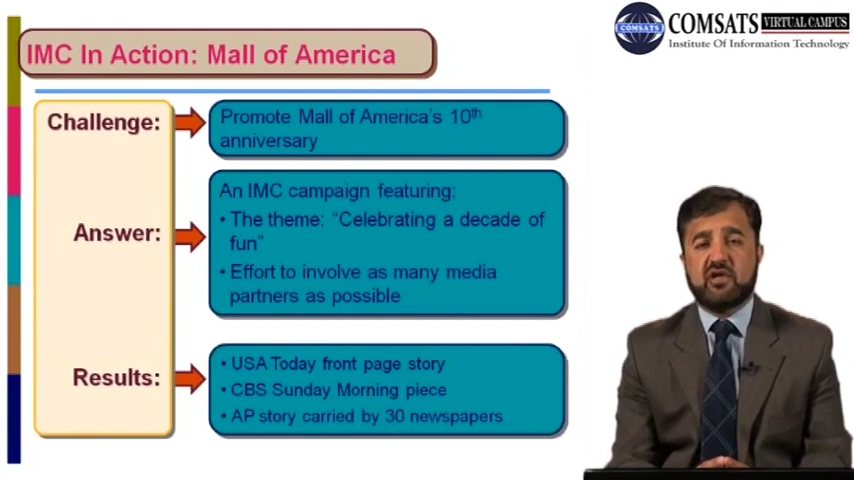 IMC In Action: Mall of America
COMSATS VIRTUAL CAMPUS
Institute Of Information Technology
COMSATS
Challenge:
Promote Mall of America's 10th
anniversary
Answer:
An IMC campaign featuring:
• The theme: "Celebrating a decade of
fun"
• Effort to involve as many media
partners as possible
Results:
• USA Today front page story
• CBS Sunday Morning piece
• AP story carried by 30 newspapers